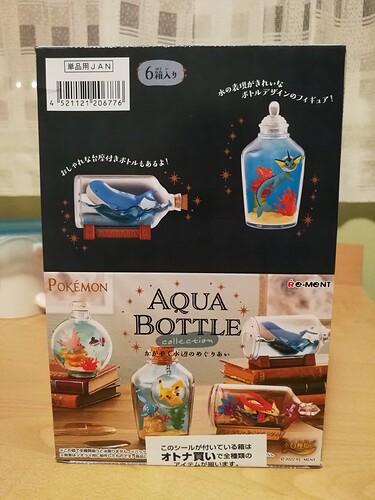 単品用JAN
4 521121 206776
6箱入り
水の表現がきれいな
ボトルデザインのフィギュア!
おしゃれな台座付きボトルもあるよ!
POKÉMON
RE-MENT
AQUA
BOTTLE
collection
このシールが付いている箱は
オトナ買いで全種類の
アイテムが揃います。